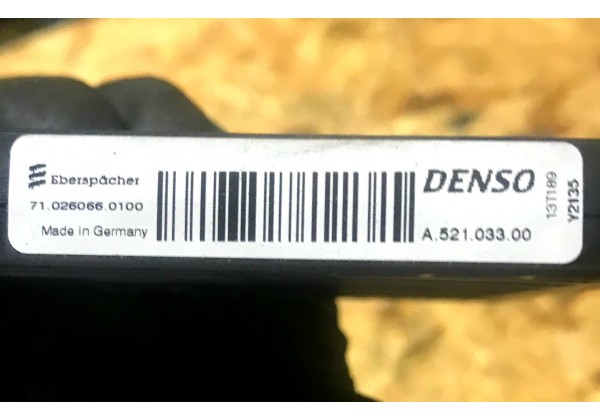 Eberspächer
71.026066.0100
Made in Germany
DENSO
A.521.033.00
13T189
Y2135